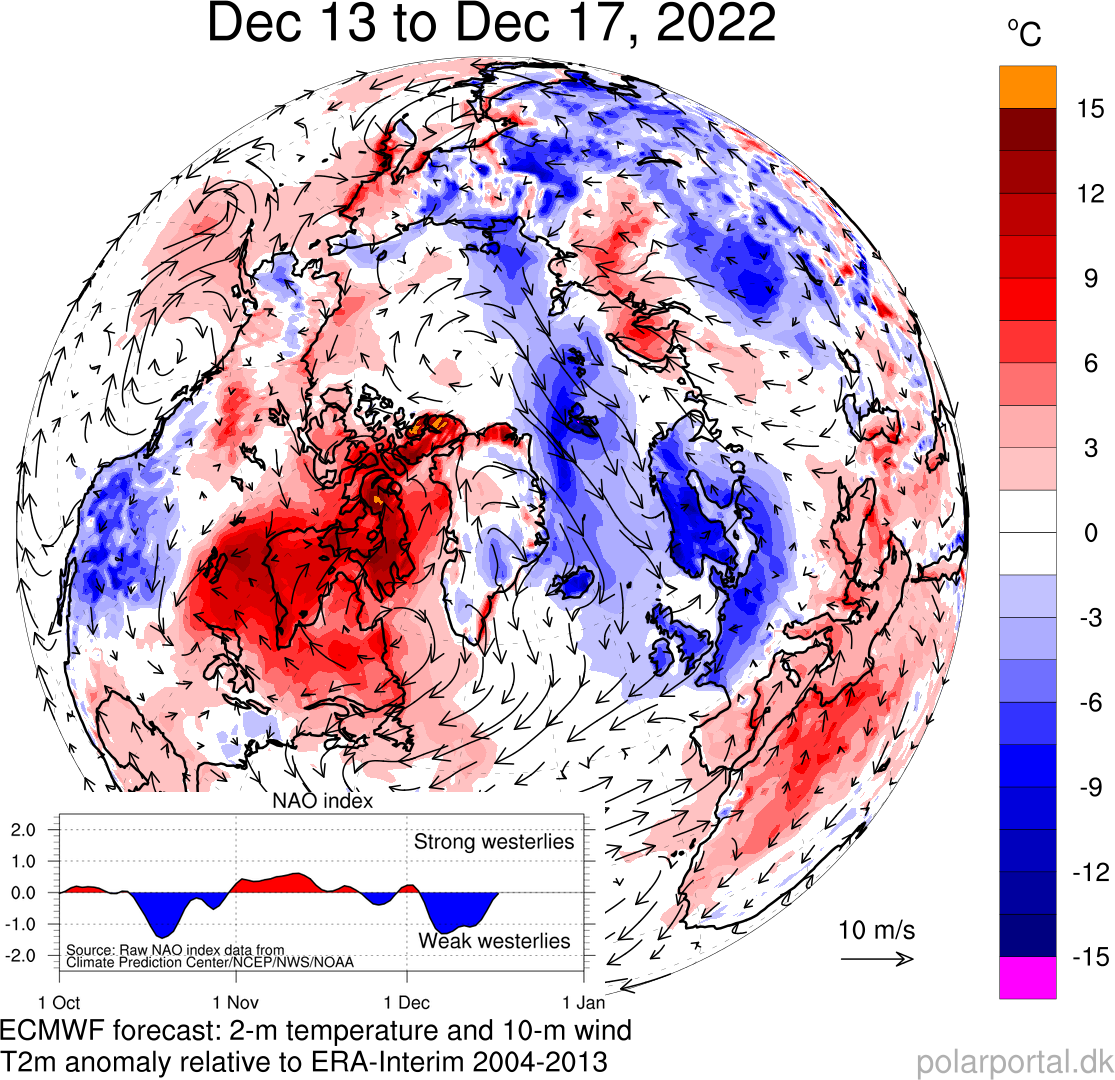 Dec 13 to Dec 17, 2022
°C
15
12
9
6
3
0
-3
-6
-9
-12
-15
NAO index
2.0
1.0
0.0
-1.0
-2.0
Strong westerlies
Weak westerlies
Source: Raw NAO index data from
Climate Prediction Center/NCEP/NWS/NOAA
1 Oct
1 Nov
1 Dec
1 Jan
10 m/s
ECMWF forecast: 2-m temperature and 10-m wind
T2m anomaly relative to ERA-Interim 2004-2013
polarportal.dk